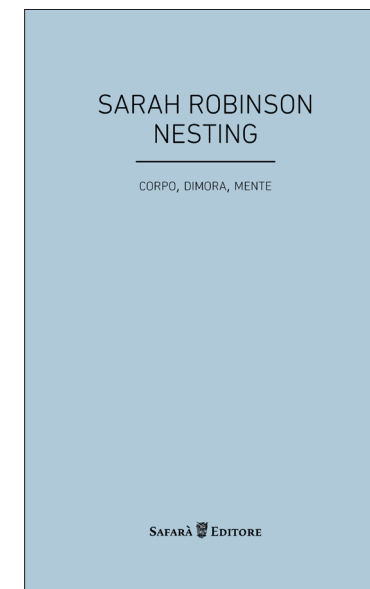 SARAH ROBINSON
NESTING
CORPO, DIMORA, MENTE
SAFARÀ EDITORE